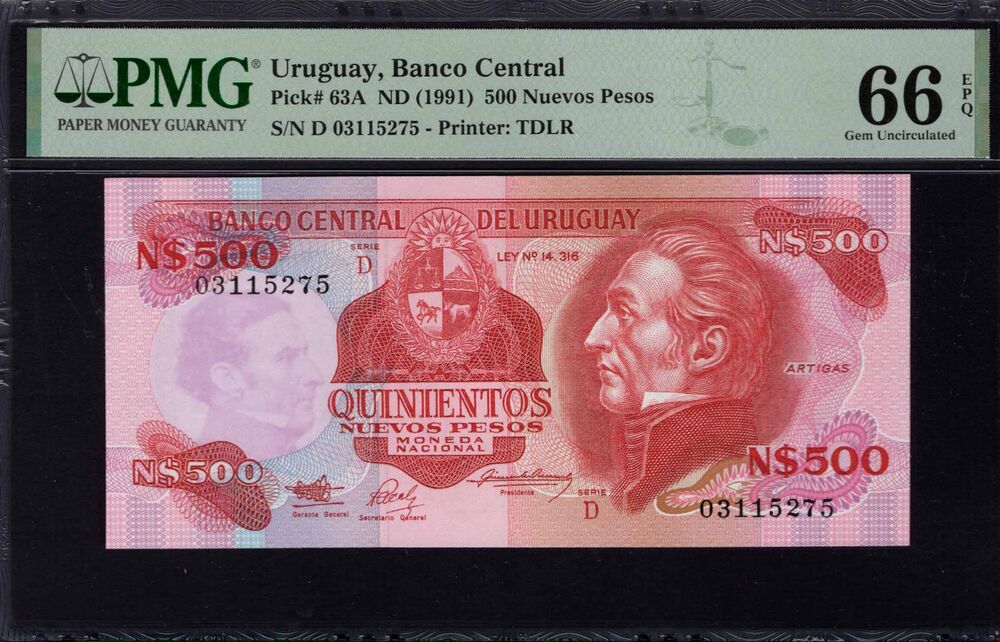 PMG®
PAPER MONEY GUARANTY
Uruguay, Banco Central
Pick# 63A ND (1991) 500 Nuevos Pesos
S/N D 03115275 - Printer: TDLR
66 EPQ
Gem Uncirculated
BANCO CENTRAL DEL URUGUAY
N$500
SERIE
D
LEY Nº 14.316
N$500
03115275
ARTIGAS
QUINIENTOS
NUEVOS PESOS
MONEDA
NACIONAL
N$500
N$500
Gerente General
Secretario General
Presidente
SERIE
D
03115275